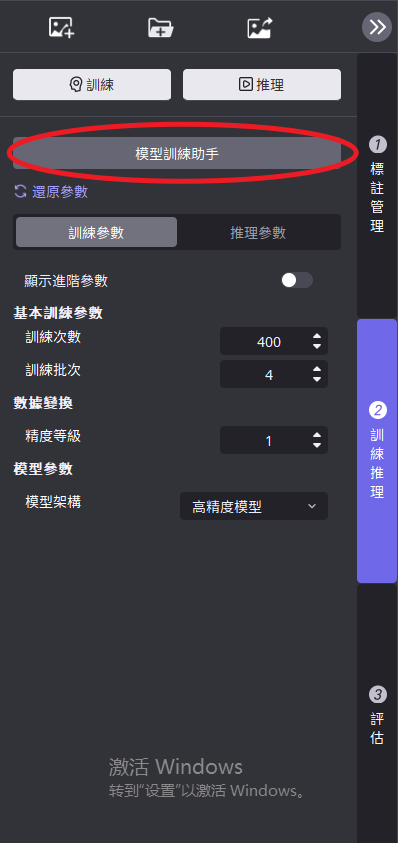 訓練 推理
模型訓練助手
還原參數
訓練參數 推理參數
顯示進階參數
基本訓練參數
訓練次數 400
訓練批次 4
數據變換
精度等級 1
模型參數
模型架構 高精度模型
1
標註管理
2
訓練推理
3
評估
激活 Windows
转到"设置"以激活 Windows。